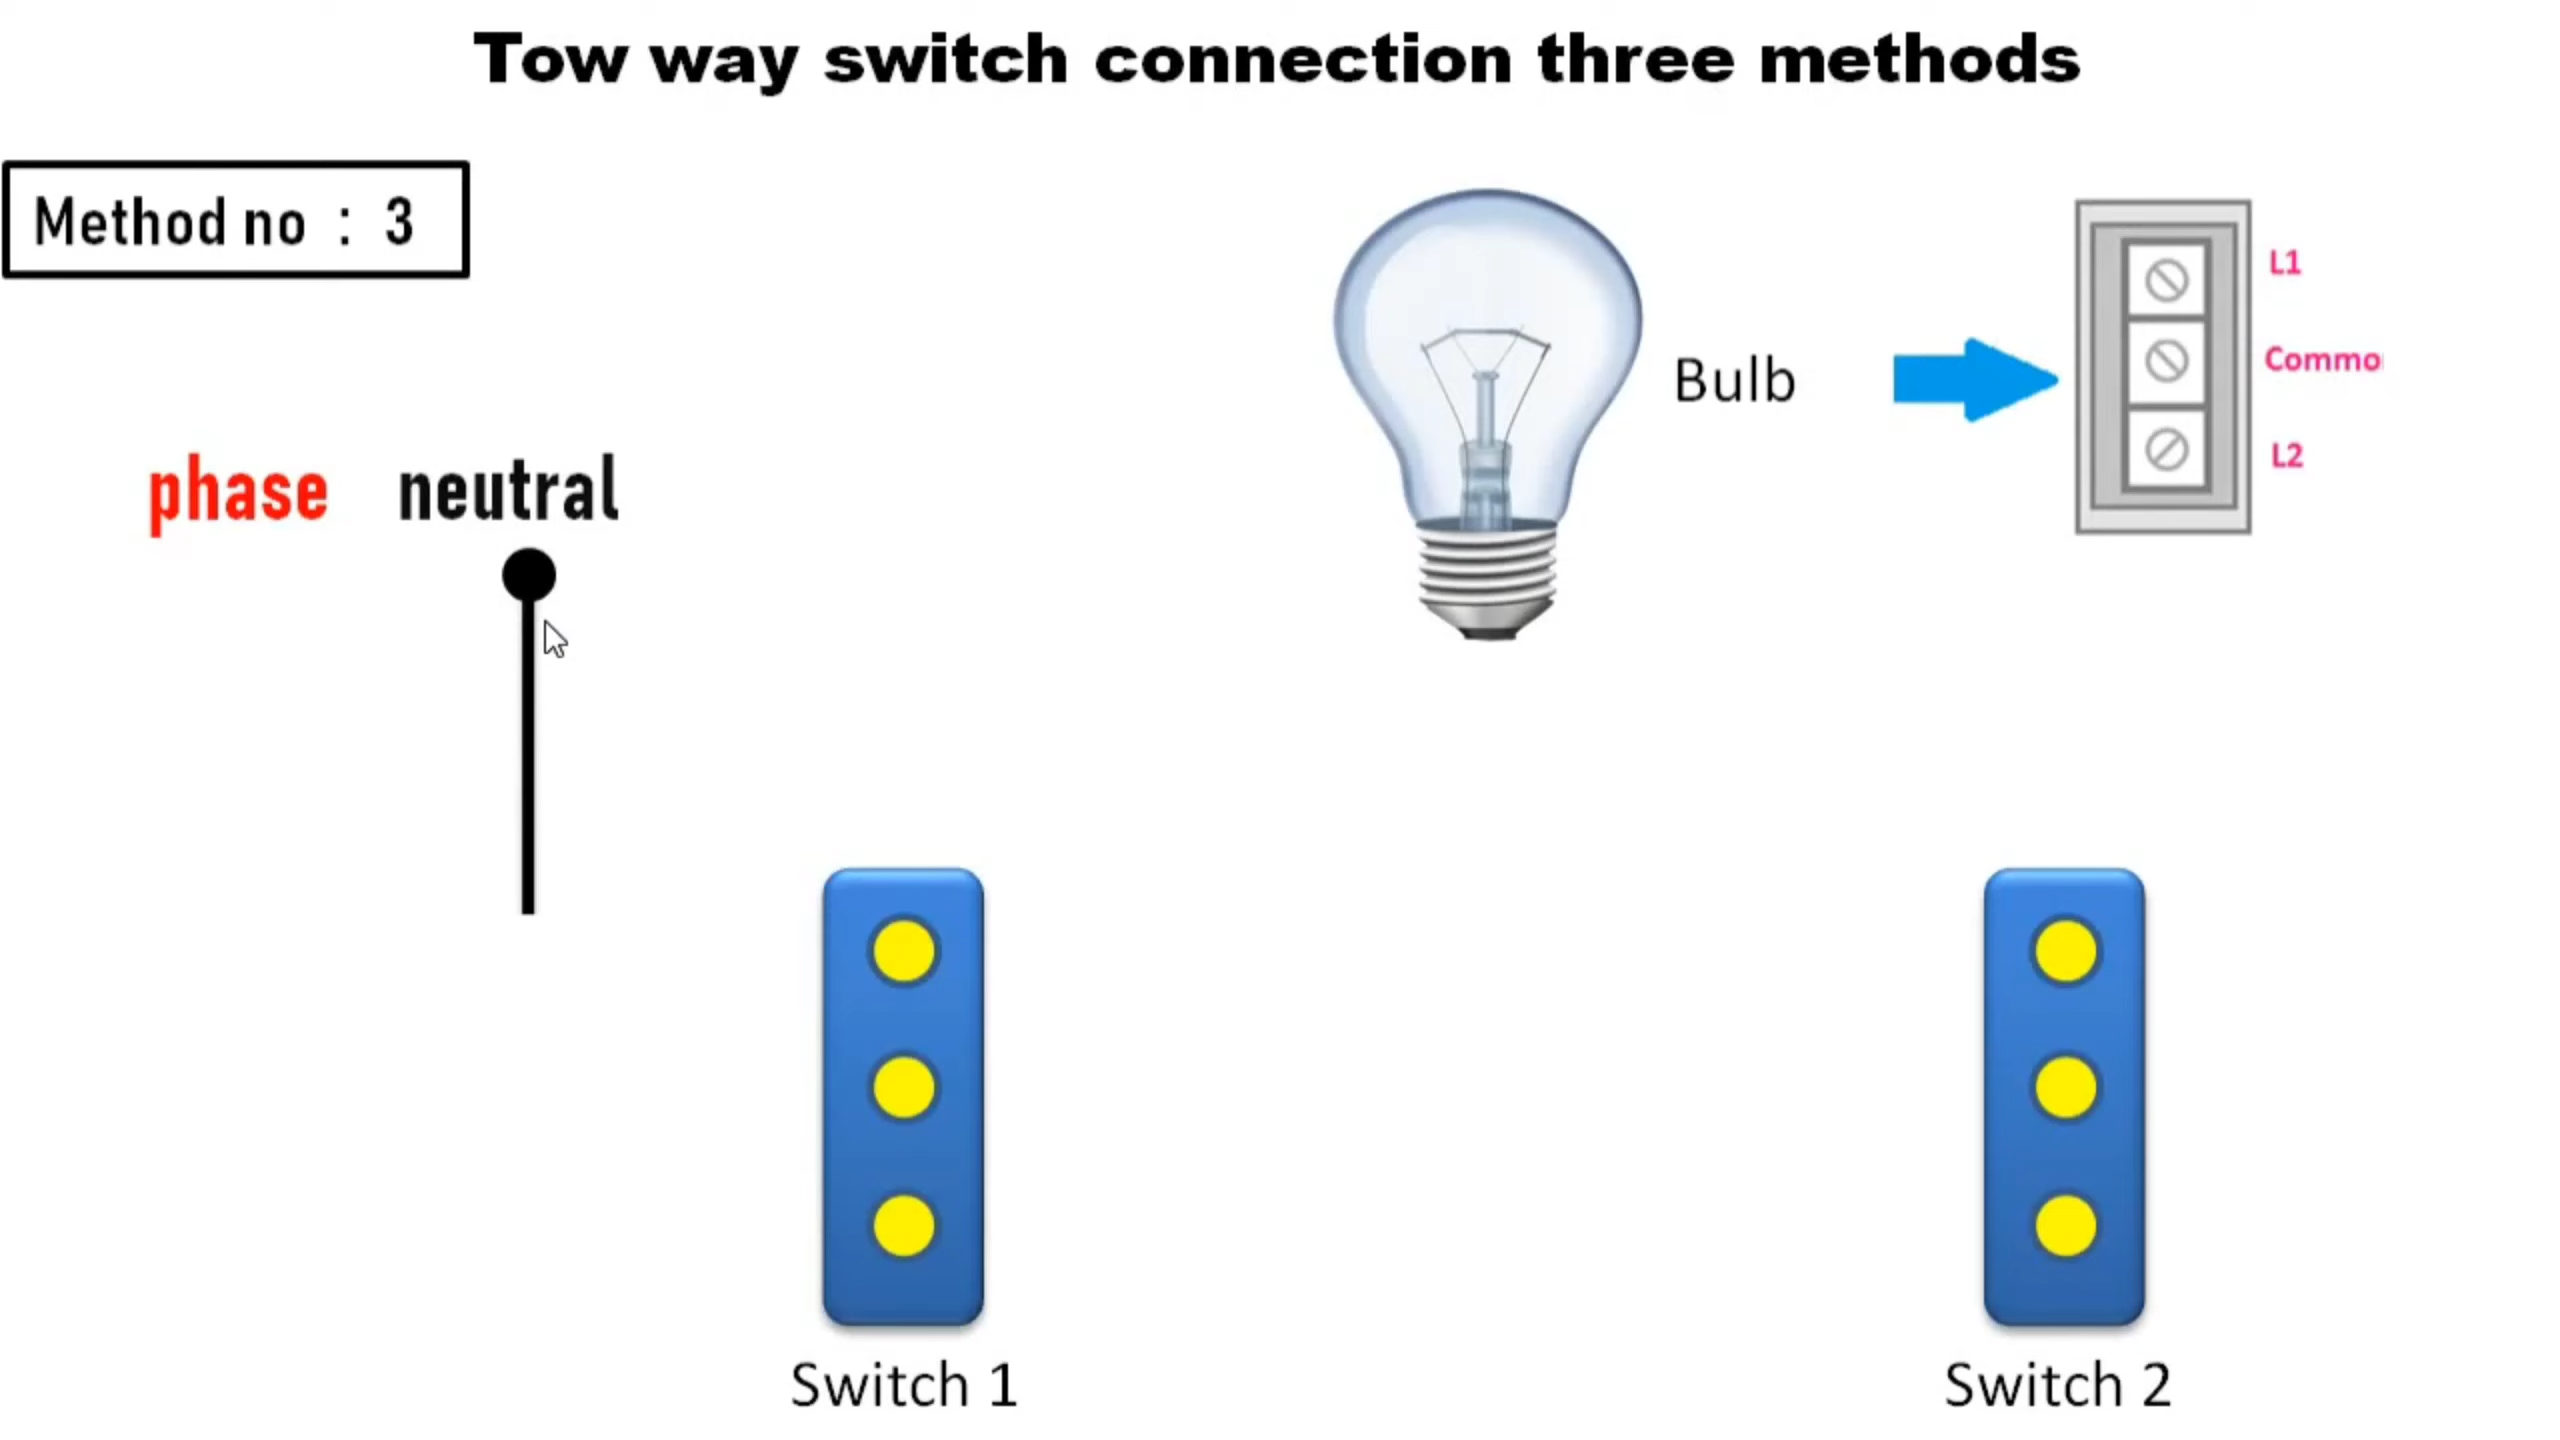 Tow way switch connection three methods
Method no : 3
L1
Commo
Bulb
L2
phase neutral
Switch 1
Switch 2